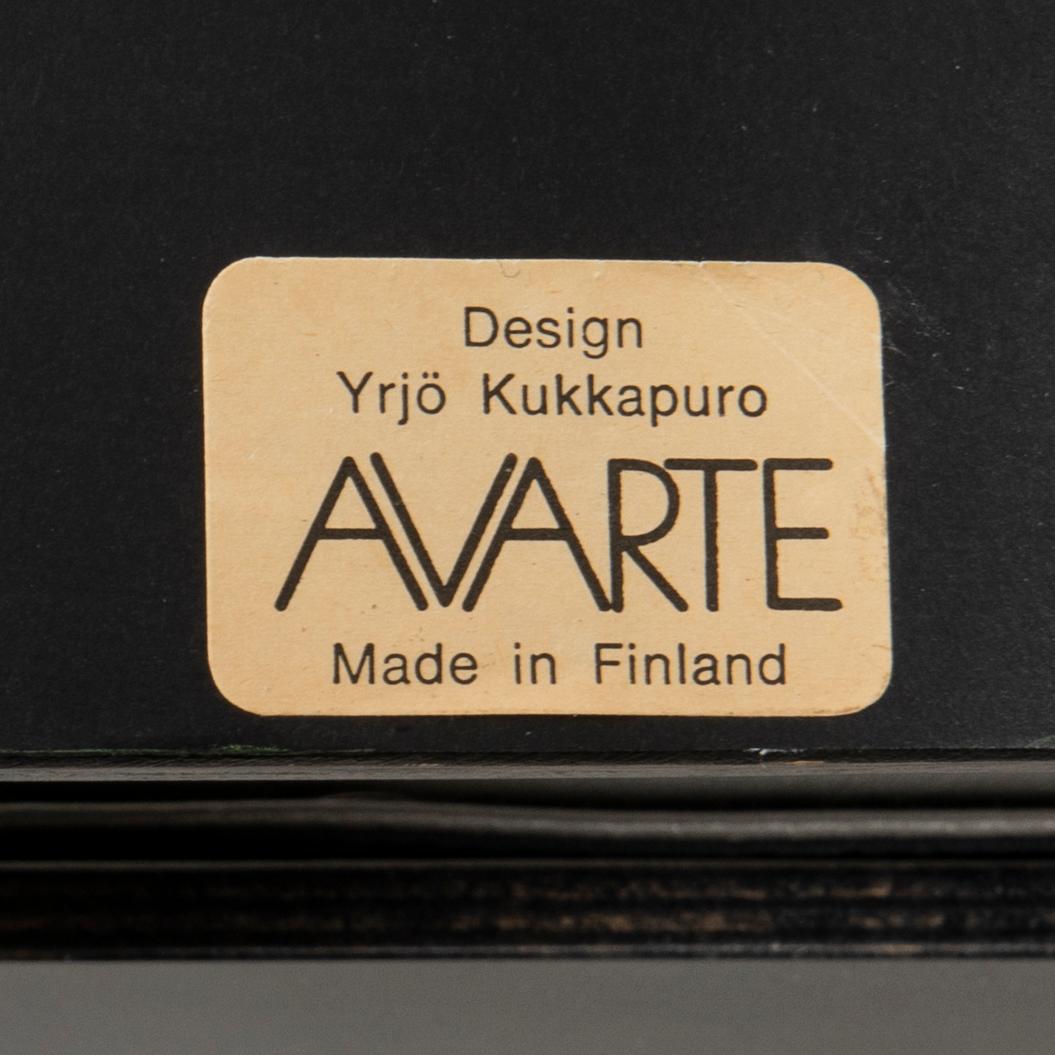 Design
Yrjö Kukkapuro
AVARTE
Made in Finland